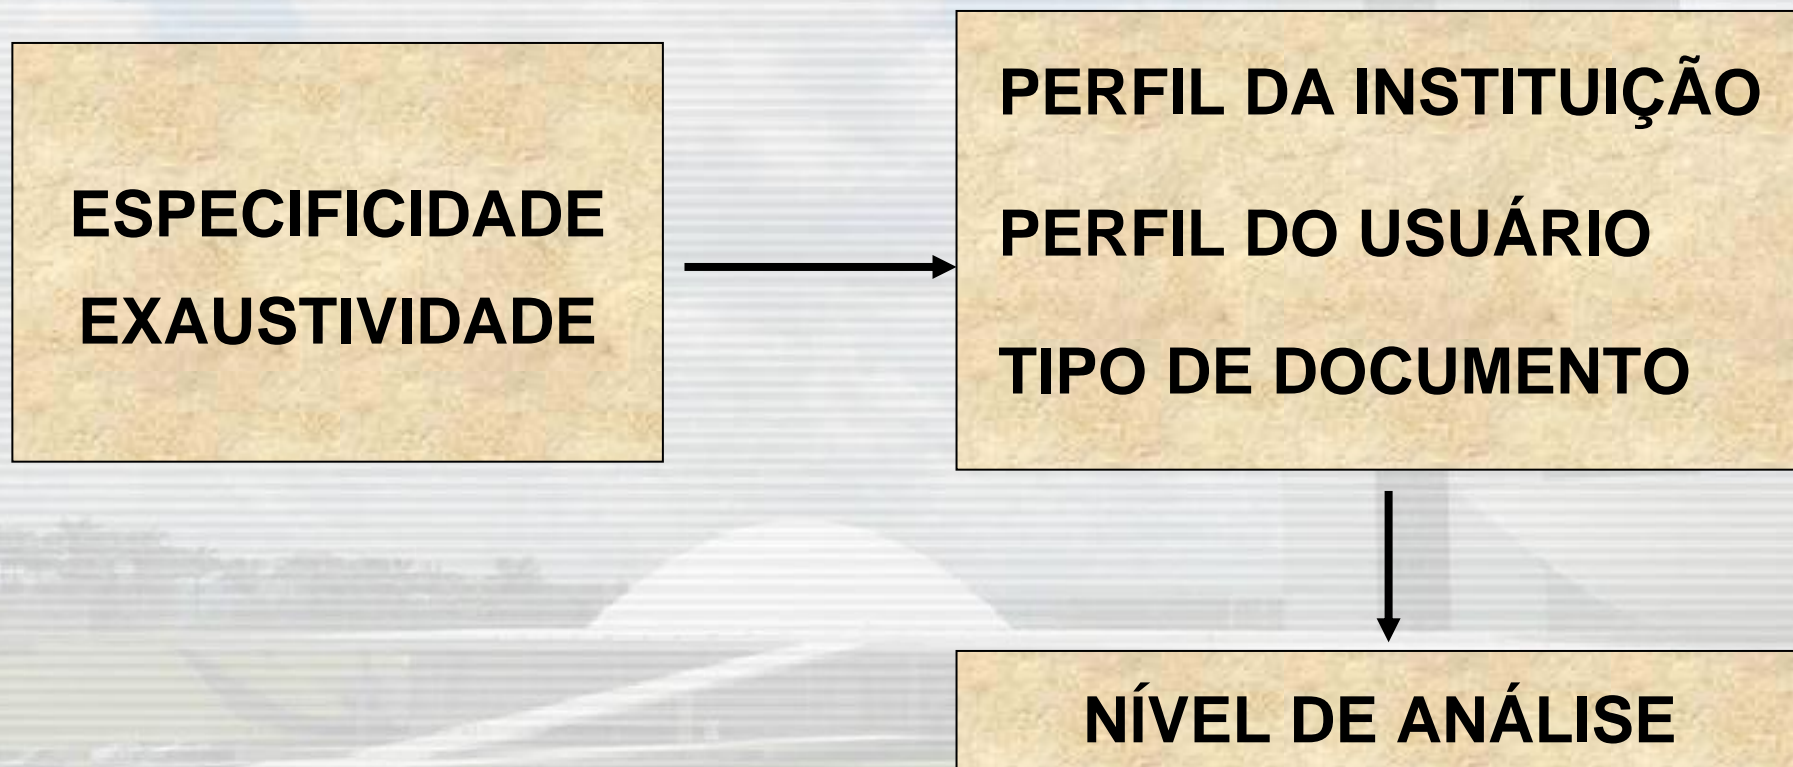 ESPECIFICIDADE
EXAUSTIVIDADE
PERFIL DA INSTITUIÇÃO
PERFIL DO USUÁRIO
TIPO DE DOCUMENTO
NÍVEL DE ANÁLISE